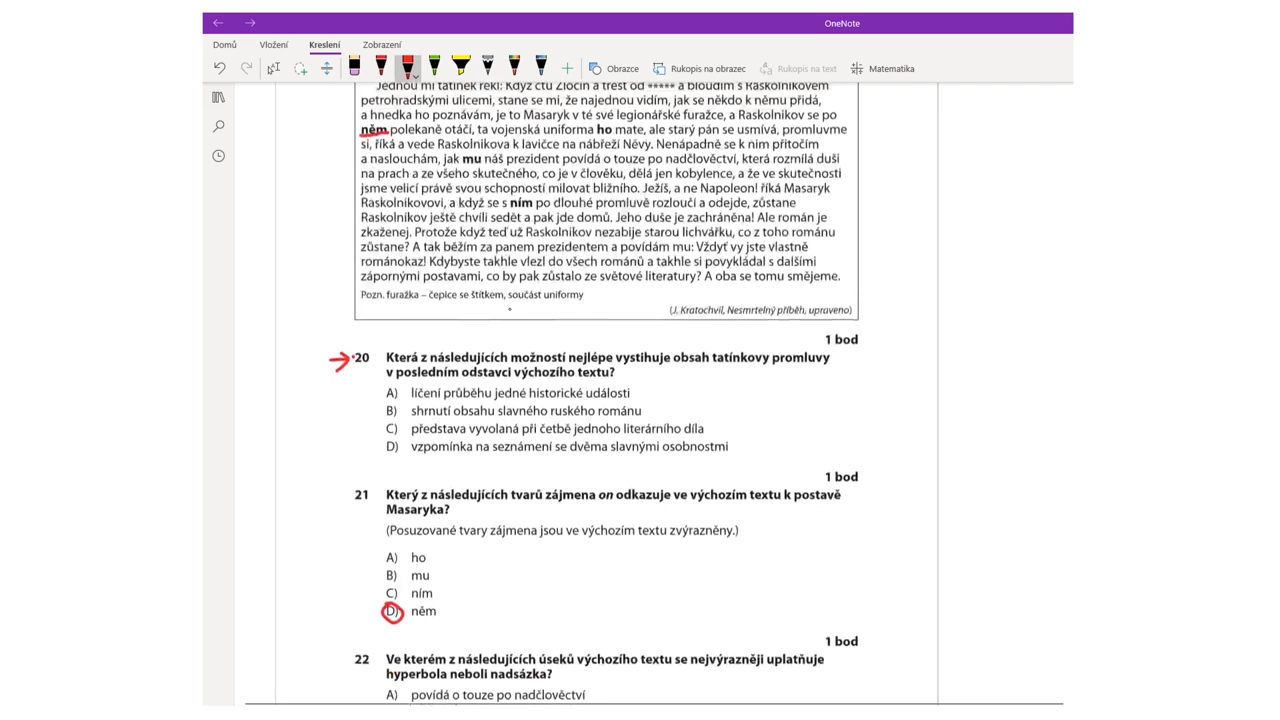 OneNote
Domů Vložení Kreslení Zobrazení
Obrazce Rukopis na obrazec Rukopis na text Matematika
Jednou mi tatínek řekl: Když čtu Zločin a trest od ***** a bloudím s Raskolnikovem
petrohradskými ulicemi, stane se mi, že najednou vidím, jak se někdo k němu přidá,
a hnedka ho poznávám, je to Masaryk v té své legionářské furažce, a Raskolnikov se po
něm polekaně otáčí, ta vojenská uniforma ho mate, ale starý pán se usmívá, promluvme
si, říká a vede Raskolnikova k lavičce na nábřeží Něvy. Nenápadně se k nim přitočím
a naslouchám, jak mu náš prezident povídá o touze po nadčlověctví, která rozmílá duši
na prach a ze všeho skutečného, co je v člověku, dělá jen kobylence, a že ve skutečnosti
jsme velicí právě svou schopností milovat bližního. Ježíš, a ne Napoleon! říká Masaryk
Raskolnikovovi, a když se s ním po dlouhé promluvě rozloučí a odejde, zůstane
Raskolnikov ještě chvíli sedět a pak jde domů. Jeho duše je zachráněna! Ale román je
zkaženej. Protože když teď už Raskolnikov nezabije starou lichvářku, co z toho románu
zůstane? A tak běžím za panem prezidentem a povídám mu: Vždyť vy jste vlastně
románokaz! Kdybyste takhle vlezl do všech románů a takhle si povykládal s dalšími
zápornými postavami, co by pak zůstalo ze světové literatury? A oba se tomu smějeme.
Pozn. furažka – čepice se štítkem, součást uniformy
(J. Kratochvil, Nesmrtelný příběh, upraveno)
1 bod
20 Která z následujících možností nejlépe vystihuje obsah tatínkovy promluvy
v posledním odstavci výchozího textu?
A) líčení průběhu jedné historické události
B) shrnutí obsahu slavného ruského románu
C) představa vyvolaná při četbě jednoho literárního díla
D) vzpomínka na seznámení se dvěma slavnými osobnostmi
1 bod
21 Který z následujících tvarů zájmena on odkazuje ve výchozím textu k postavě
Masaryka?
(Posuzované tvary zájmena jsou ve výchozím textu zvýrazněny.)
A) ho
B) mu
C) ním
D) něm
1 bod
22 Ve kterém z následujících úseků výchozího textu se nejvýrazněji uplatňuje
hyperbola neboli nadsázka?
A) povídá o touze po nadčlověctví